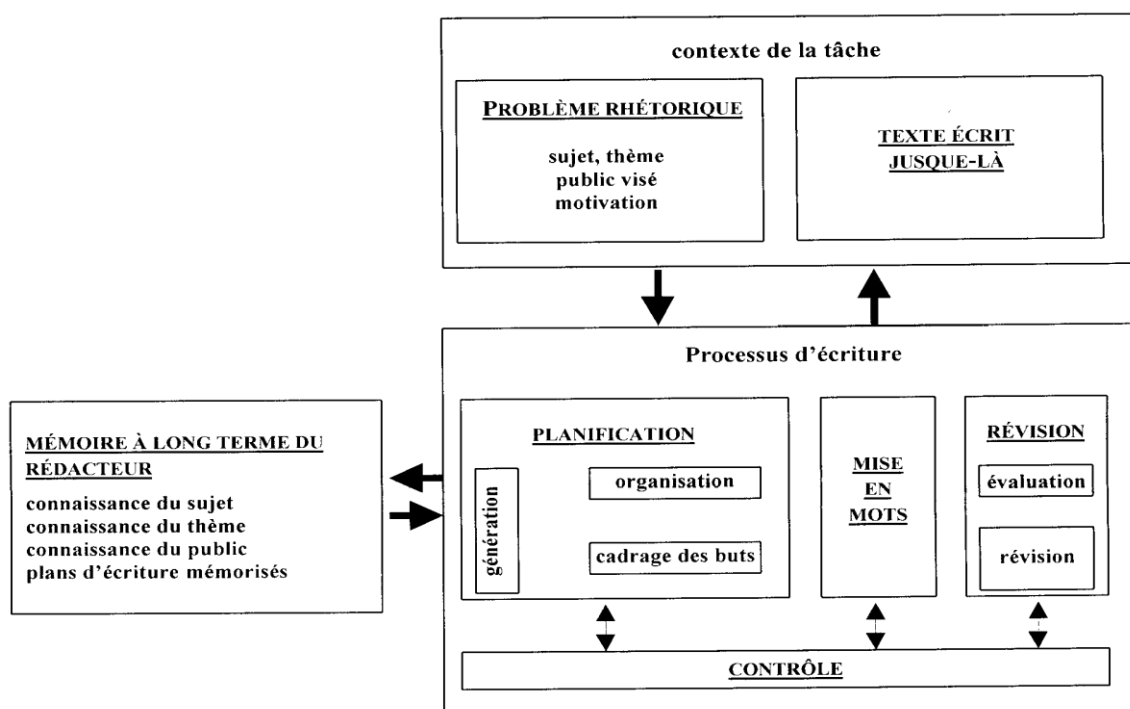 contexte de la tâche
PROBLÈME RHÉTORIQUE
sujet, thème
public visé
motivation
TEXTE ÉCRIT
JUSQUE-LÀ
Processus d'écriture
MÉMOIRE À LONG TERME DU
RÉDACTEUR
connaissance du sujet
connaissance du thème
connaissance du public
plans d'écriture mémorisés
PLANIFICATION
génération
organisation
cadrage des buts
MISE
EN
MOTS
RÉVISION
évaluation
révision
CONTRÔLE